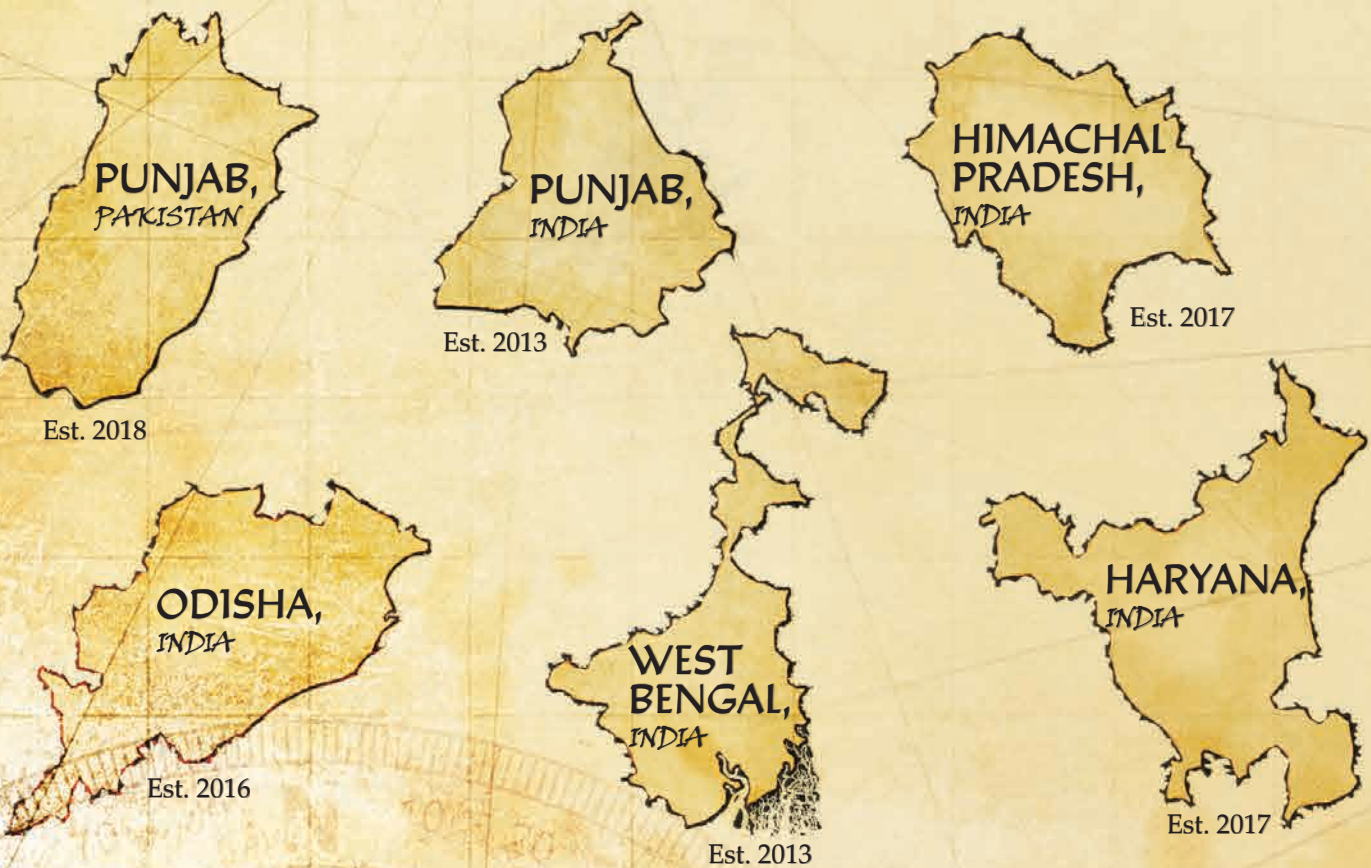 PUNJAB,
PAKISTAN
Est. 2018
PUNJAB,
INDIA
Est. 2013
HIMACHAL
PRADESH,
INDIA
Est. 2017
ODISHA,
INDIA
Est. 2016
WEST
BENGAL,
INDIA
Est. 2013
HARYANA,
INDIA
Est. 2017